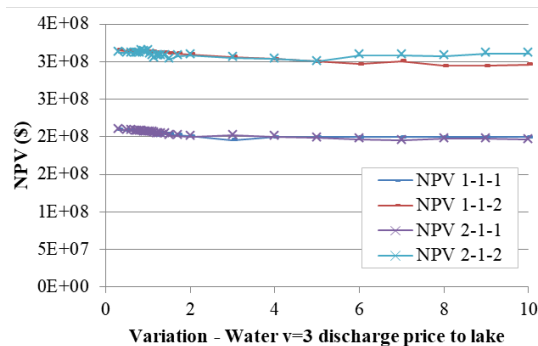 4E+08
3E+08
3E+08
2E+08
2E+08
1E+08
5E+07
0E+00
NPV ($)
NPV 1-1-1
NPV 1-1-2
NPV 2-1-1
NPV 2-1-2
0 2 4 6 8 10
Variation - Water v=3 discharge price to lake